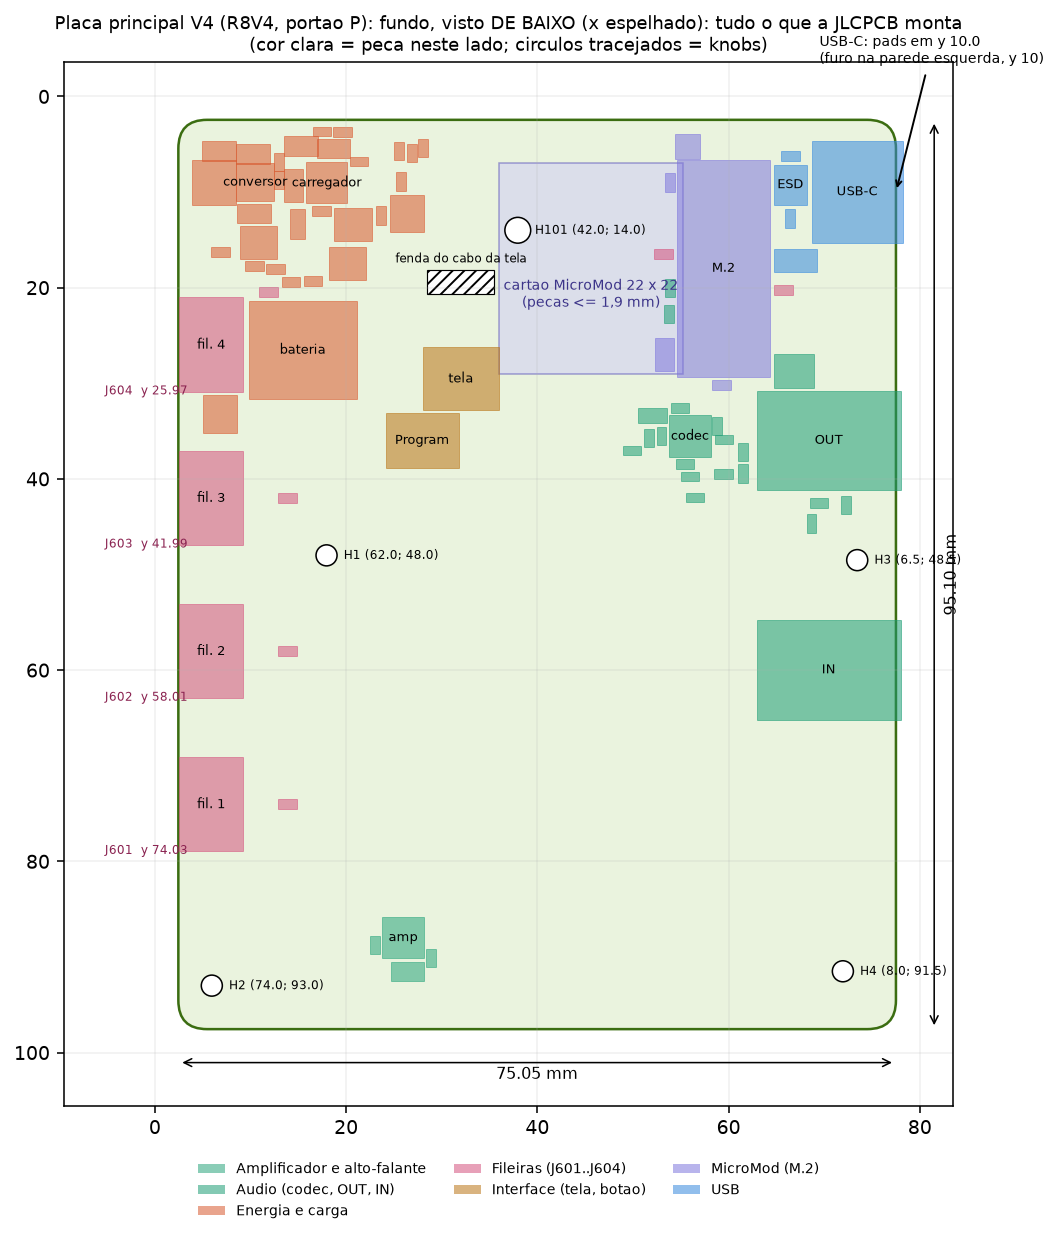 Placa principal V4 (R8V4, portao P): fundo, visto DE BAIXO (x espelhado): tudo o que a JLCPCB monta
(cor clara = peca neste lado; circulos tracejados = knobs)
USB-C: pads em y 10.0
(furo na parede esquerda, y 10)
0
20
40
60
80
100
conversor
carregador
ESD
USB-C
H101 (42.0; 14.0)
fenda do cabo da tela
M.2
cartao MicroMod 22 x 22
(pecas <= 1,9 mm)
fil. 4
bateria
tela
J604 y 25.97
Program
codec
OUT
fil. 3
J603 y 41.99
H1 (62.0; 48.0)
H3 (6.5; 48.5)
95.10 mm
fil. 2
IN
J602 y 58.01
fil. 1
J601 y 74.03
amp
H2 (74.0; 93.0)
H4 (8.0; 91.5)
75.05 mm
0
20
40
60
80
Amplificador e alto-falante
Audio (codec, OUT, IN)
Energia e carga
Fileiras (J601..J604)
Interface (tela, botao)
MicroMod (M.2)
USB